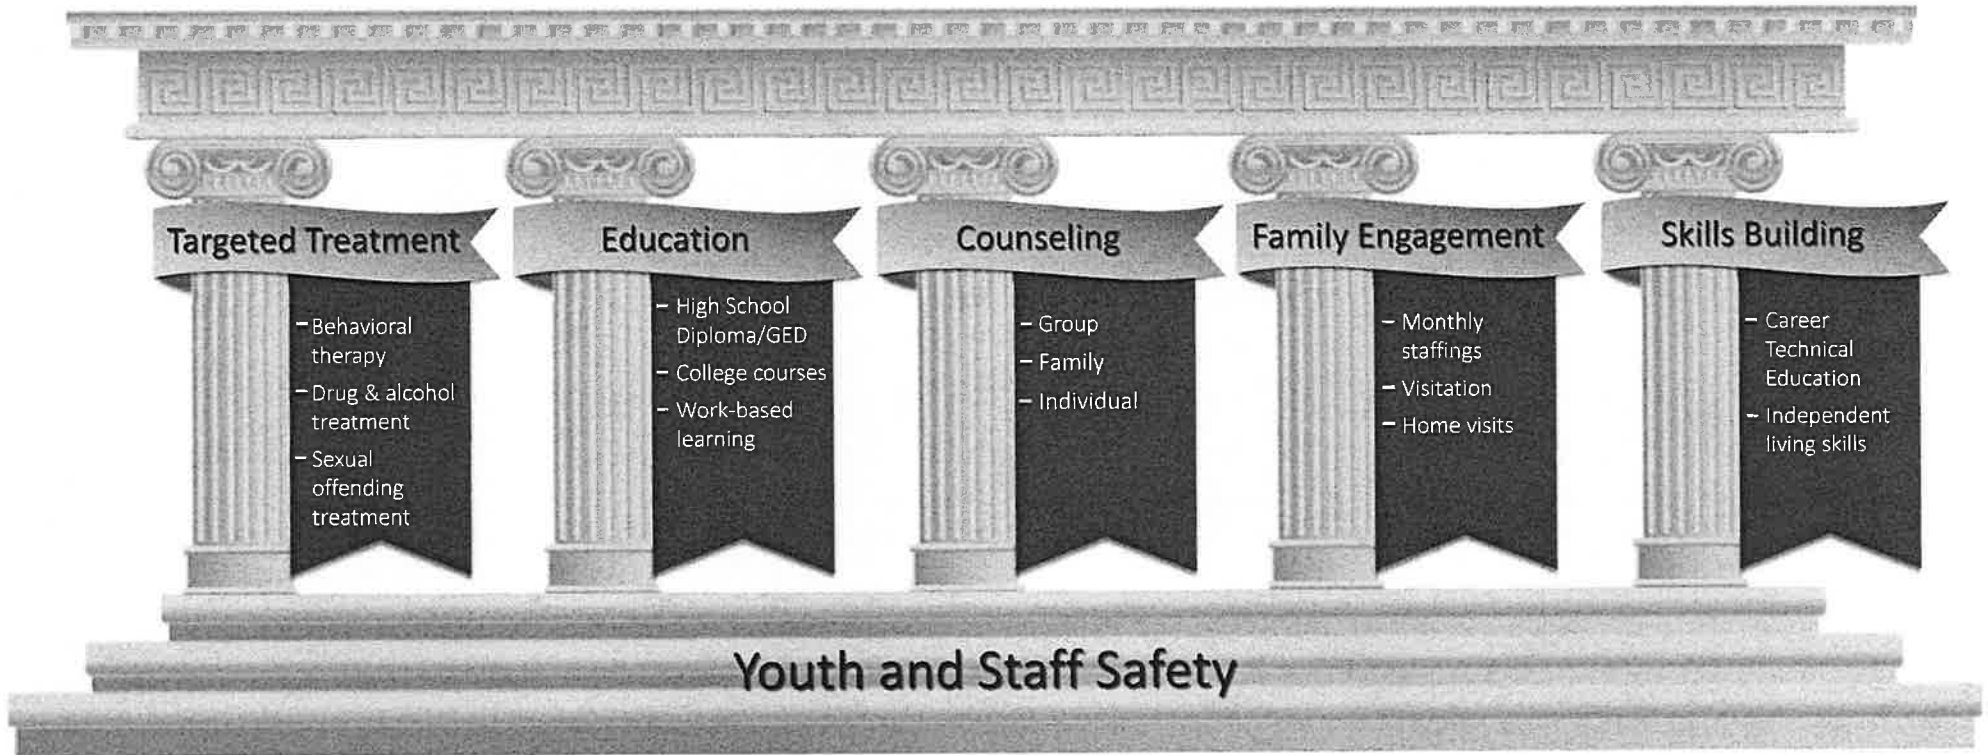 Targeted Treatment
– Behavioral
therapy
– Drug & alcohol
treatment
– Sexual
offending
treatment
Education
– High School
Diploma/GED
– College courses
– Work-based
learning
Counseling
– Group
– Family
– Individual
Family Engagement
– Monthly
staffings
– Visitation
– Home visits
Skills Building
– Career
Technical
Education
– Independent
living skills
Youth and Staff Safety